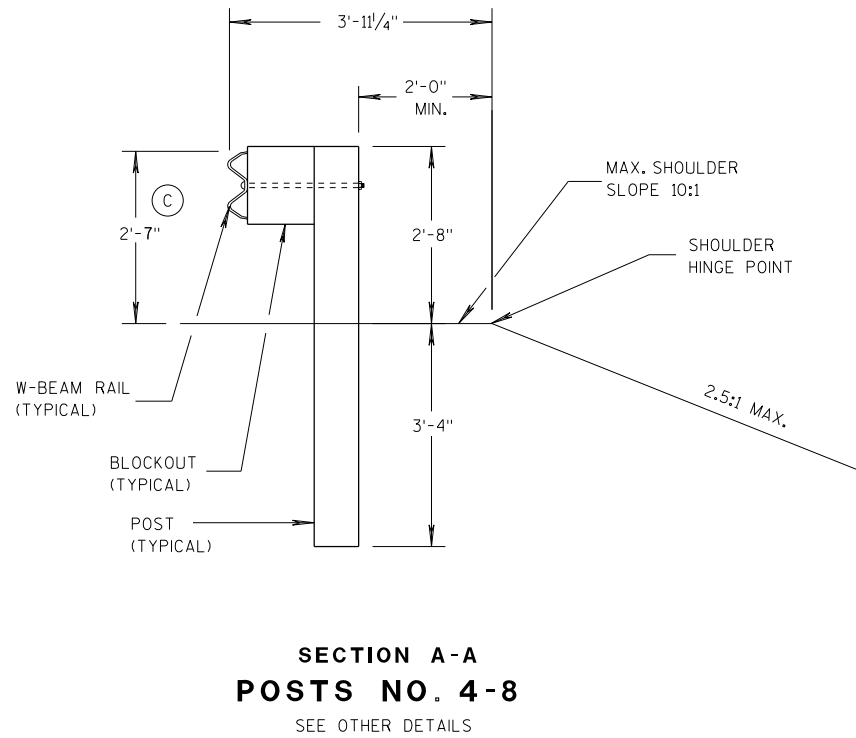 3'-11 1/4"
2'-0"
MIN.
MAX. SHOULDER
SLOPE 10:1
C
2'-7"
2'-8"
SHOULDER
HINGE POINT
W-BEAM RAIL
(TYPICAL)
2.5:1 MAX.
3'-4"
BLOCKOUT
(TYPICAL)
POST
(TYPICAL)
SECTION A-A
POSTS NO. 4-8
SEE OTHER DETAILS